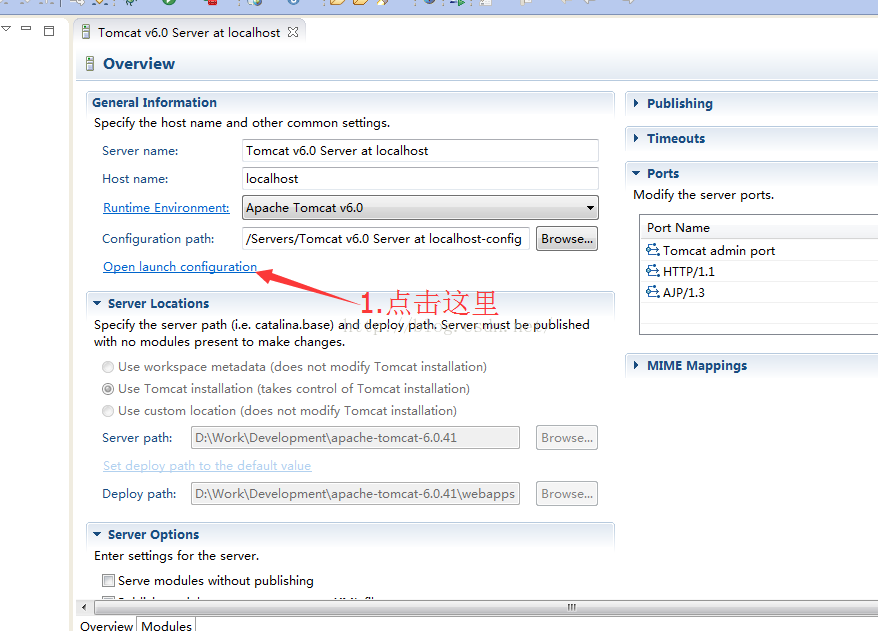 Tomcat v6.0 Server at localhost
Overview
General Information
Specify the host name and other common settings.
Server name: Tomcat v6.0 Server at localhost
Host name: localhost
Runtime Environment: Apache Tomcat v6.0
Configuration path: /Servers/Tomcat v6.0 Server at localhost-config Browse...
Open launch configuration
1.点击这里
Server Locations
Specify the server path (i.e. catalina.base) and deploy path. Server must be published
with no modules present to make changes.
Use workspace metadata (does not modify Tomcat installation)
Use Tomcat installation (takes control of Tomcat installation)
Use custom location (does not modify Tomcat installation)
Server path: D:\Work\Development\apache-tomcat-6.0.41 Browse...
Set deploy path to the default value
Deploy path: D:\Work\Development\apache-tomcat-6.0.41\webapps Browse...
Server Options
Enter settings for the server.
Serve modules without publishing
Overview Modules
Publishing
Timeouts
Ports
Modify the server ports.
Port Name
Tomcat admin port
HTTP/1.1
AJP/1.3
MIME Mappings